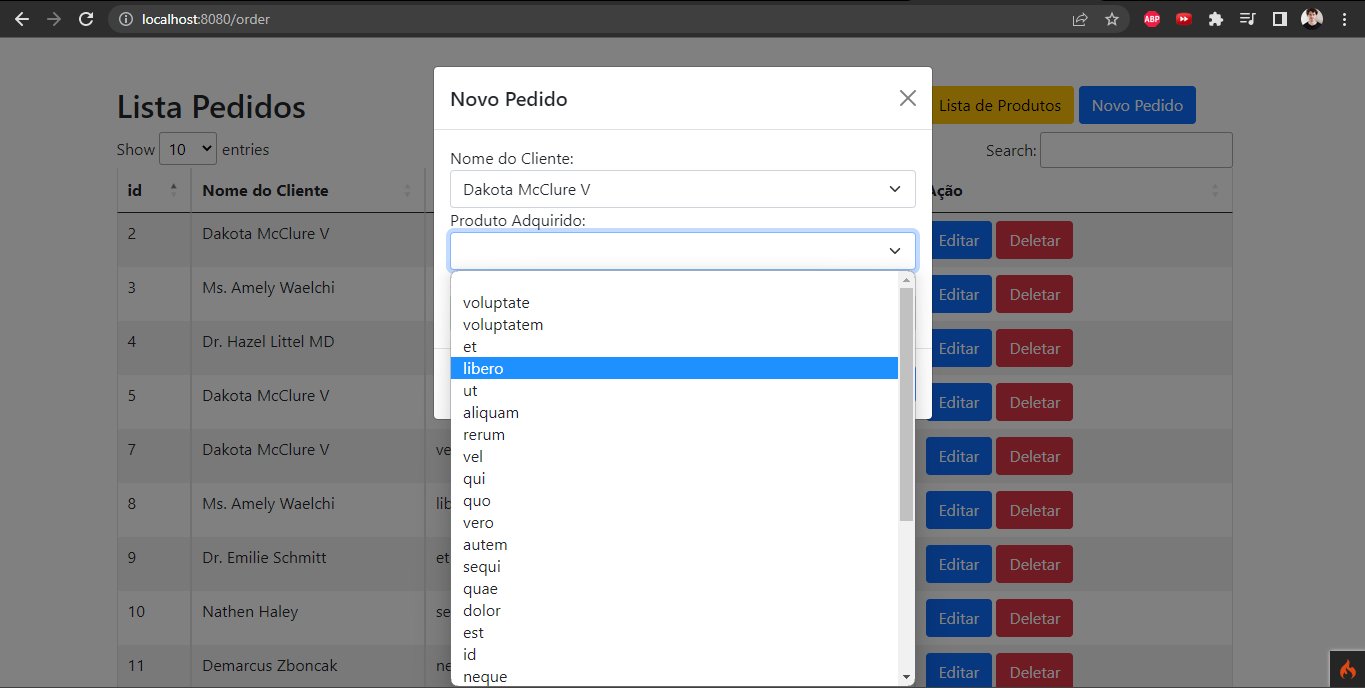 localhost:8080/order
ABP
Lista Pedidos
Lista de Produtos
Novo Pedido
Show 10 entries
Search:
id Nome do Cliente Ação
2 Dakota McClure V Editar Deletar
3 Ms. Amely Waelchi Editar Deletar
4 Dr. Hazel Littel MD Editar Deletar
5 Dakota McClure V Editar Deletar
7 Dakota McClure V ve Editar Deletar
8 Ms. Amely Waelchi lib Editar Deletar
9 Dr. Emilie Schmitt et Editar Deletar
10 Nathen Haley se Editar Deletar
11 Demarcus Zboncak ne Editar Deletar
Novo Pedido
Nome do Cliente:
Dakota McClure V
Produto Adquirido:
voluptate
voluptatem
et
libero
ut
aliquam
rerum
vel
qui
quo
vero
autem
sequi
quae
dolor
est
id
neque